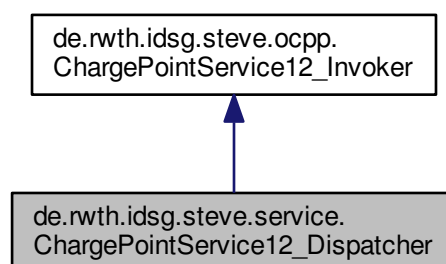 de.rwth.idsg.steve.ocpp.
ChargePointService12_Invoker
de.rwth.idsg.steve.service.
ChargePointService12_Dispatcher